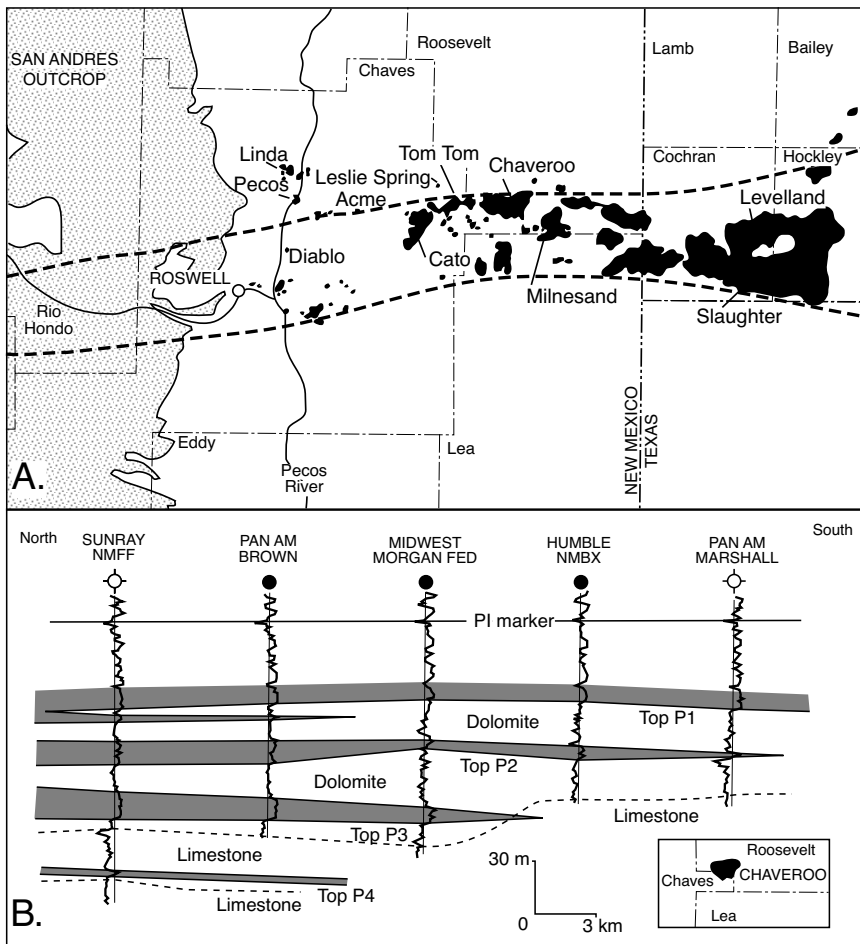 Roosevelt
Lamb
Bailey
SAN ANDRES
OUTCROP
Chaves
Linda
Tom Tom
Chaveroo
Cochran
Hockley
Pecos
Leslie Spring
Acme
Levelland
ROSWELL
Diablo
Cato
Milnesand
Rio
Hondo
Slaughter
NEW MEXICO
TEXAS
Eddy
Lea
Pecos
River
A.
North
South
SUNRAY
NMFF
PAN AM
BROWN
MIDWEST
MORGAN FED
HUMBLE
NMBX
PAN AM
MARSHALL
PI marker
Dolomite
Top P1
Dolomite
Top P2
Limestone
Top P3
Limestone
Top P4
Limestone
30 m
0
3 km
Roosevelt
Chaves
CHAVEROO
Lea
B.